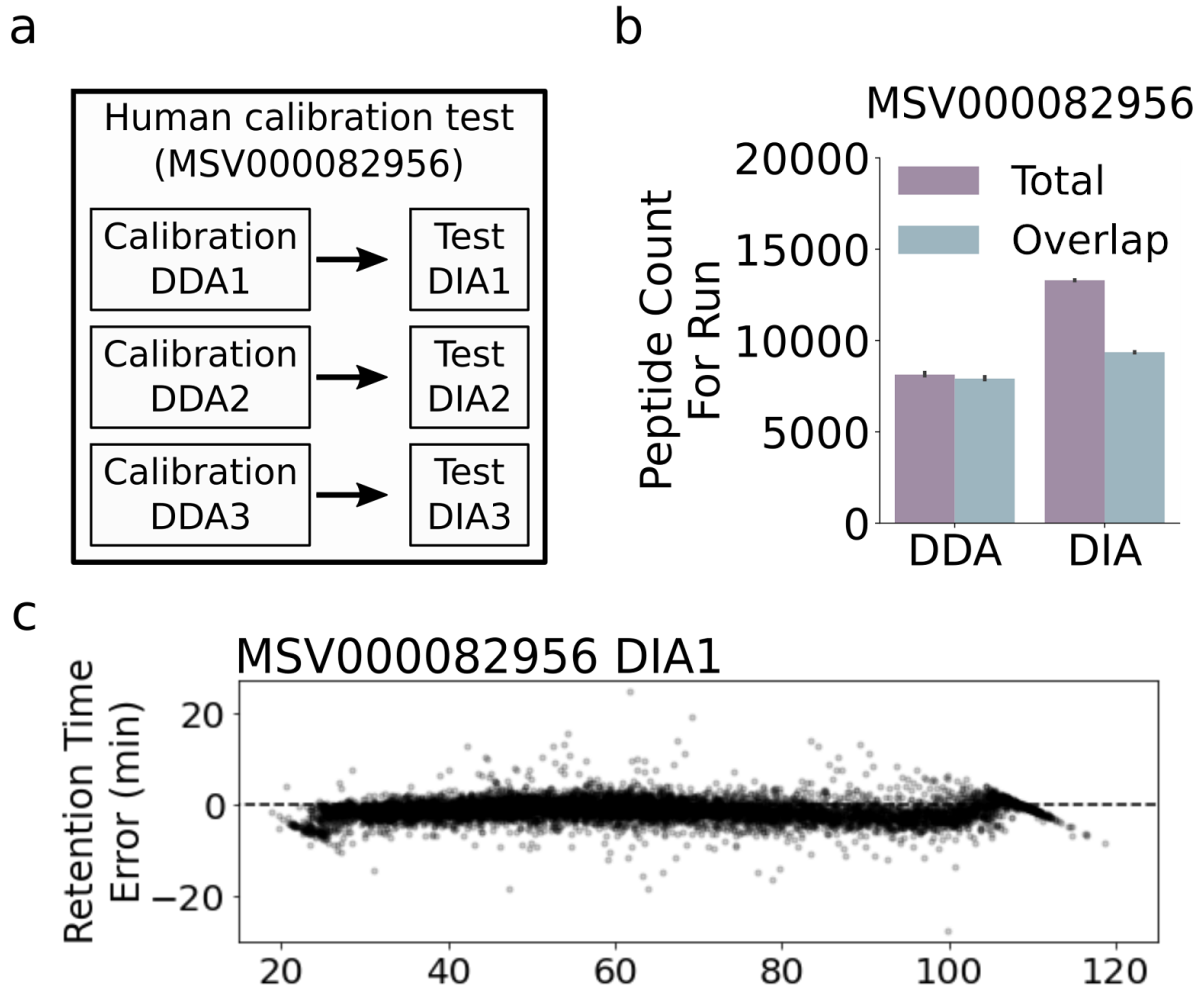 a
Human calibration test
(MSV000082956)
Calibration
DDA1
Test
DIA1
Calibration
DDA2
Test
DIA2
Calibration
DDA3
Test
DIA3
b
MSV000082956
Peptide Count
For Run
20000
15000
10000
5000
0
Total
Overlap
DDA
DIA
c
MSV000082956 DIA1
Retention Time
Error (min)
20
0
−20
20
40
60
80
100
120